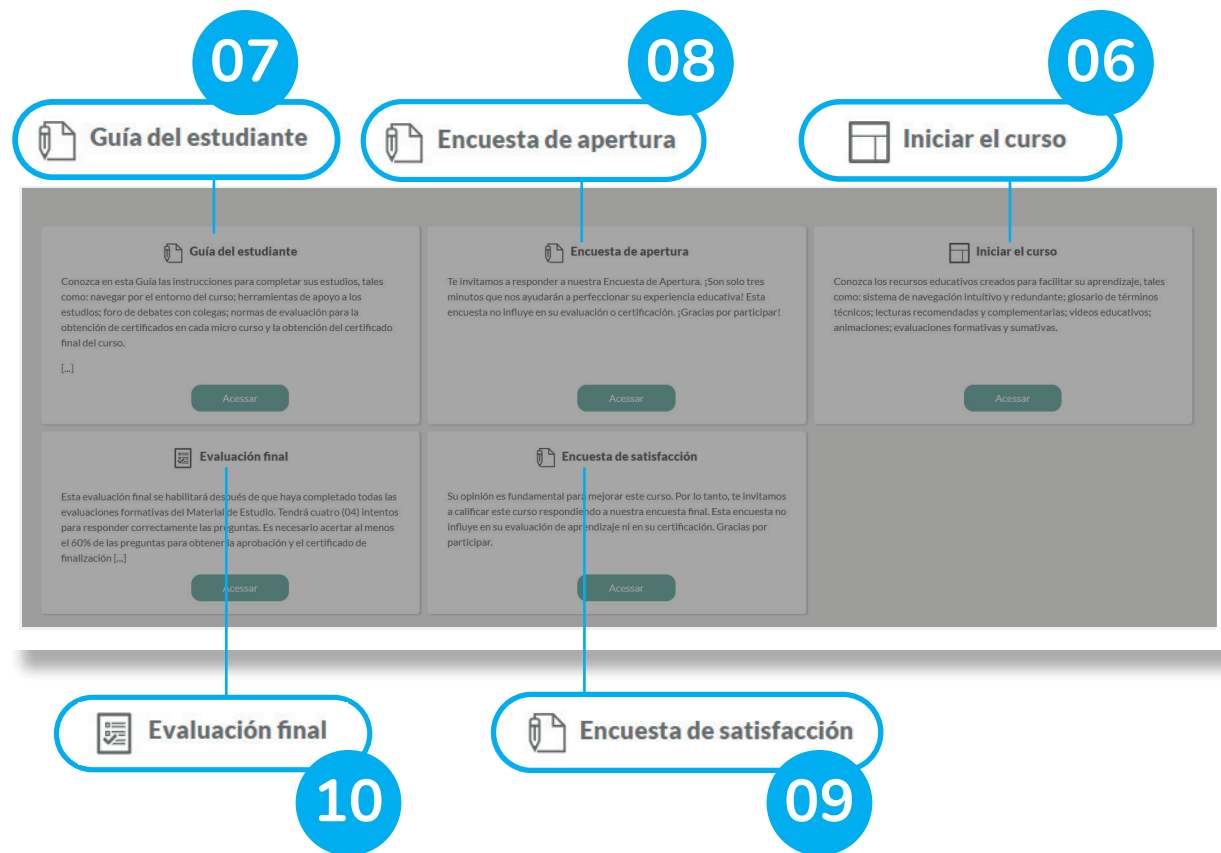 07
08
06
Guía del estudiante
Encuesta de apertura
Iniciar el curso
Guía del estudiante
Conozca en esta Guía las instrucciones para completar sus estudios, tales
como: navegar por el entorno del curso; herramientas de apoyo a los
estudios; foro de debates con colegas; normas de evaluación para la
obtención de certificados en cada micro curso y la obtención del certificado
final del curso.
[...]
Acessar
Encuesta de apertura
Te invitamos a responder a nuestra Encuesta de Apertura. ¡Son solo tres
minutos que nos ayudarán a perfeccionar su experiencia educativa! Esta
encuesta no influye en su evaluación o certificación. ¡Gracias por participar!
Acessar
Iniciar el curso
Conozca los recursos educativos creados para facilitar su aprendizaje, tales
como: sistema de navegación intuitivo y redundante; glosario de términos
técnicos; lecturas recomendadas y complementarias; videos educativos;
animaciones; evaluaciones formativas y sumativas.
Acessar
Evaluación final
Esta evaluación final se habilitará después de que haya completado todas las
evaluaciones formativas del Material de Estudio. Tendrá cuatro (04) intentos
para responder correctamente las preguntas. Es necesario acertar al menos
el 60% de las preguntas para obtener la aprobación y el certificado de
finalización [...]
Acessar
Encuesta de satisfacción
Su opinión es fundamental para mejorar este curso. Por lo tanto, te invitamos
a calificar este curso respondiendo a nuestra encuesta final. Esta encuesta no
influye en su evaluación de aprendizaje ni en su certificación. Gracias por
participar.
Acessar
Evaluación final
Encuesta de satisfacción
10
09